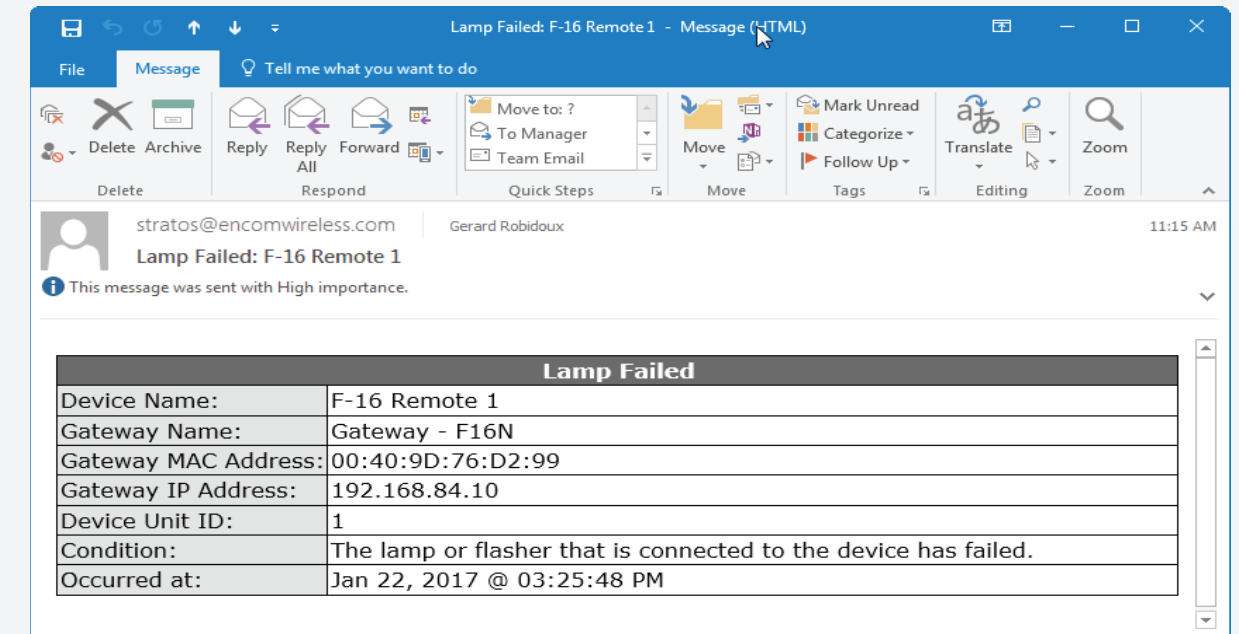 Lamp Failed: F-16 Remote 1 - Message (HTML)
File Message Tell me what you want to do
Delete Archive
Reply Reply All Forward
Move to: ?
To Manager
Team Email
Move
Mark Unread
Categorize
Follow Up
Translate
Zoom
Delete Respond Quick Steps Move Tags Editing Zoom
stratos@encomwireless.com Gerard Robidoux 11:15 AM
Lamp Failed: F-16 Remote 1
This message was sent with High importance.
Lamp Failed
Device Name: F-16 Remote 1
Gateway Name: Gateway - F16N
Gateway MAC Address: 00:40:9D:76:D2:99
Gateway IP Address: 192.168.84.10
Device Unit ID: 1
Condition: The lamp or flasher that is connected to the device has failed.
Occurred at: Jan 22, 2017 @ 03:25:48 PM